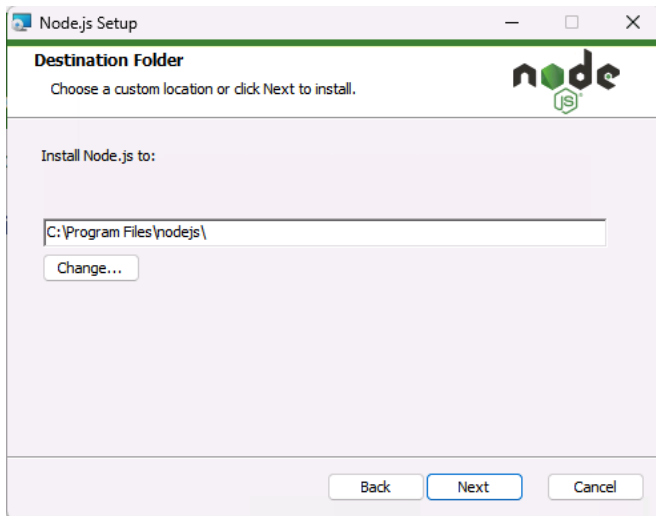 Node.js Setup
Destination Folder
Choose a custom location or click Next to install.
node
JS
Install Node.js to:
C:\Program Files\nodejs\
Change...
Back
Next
Cancel